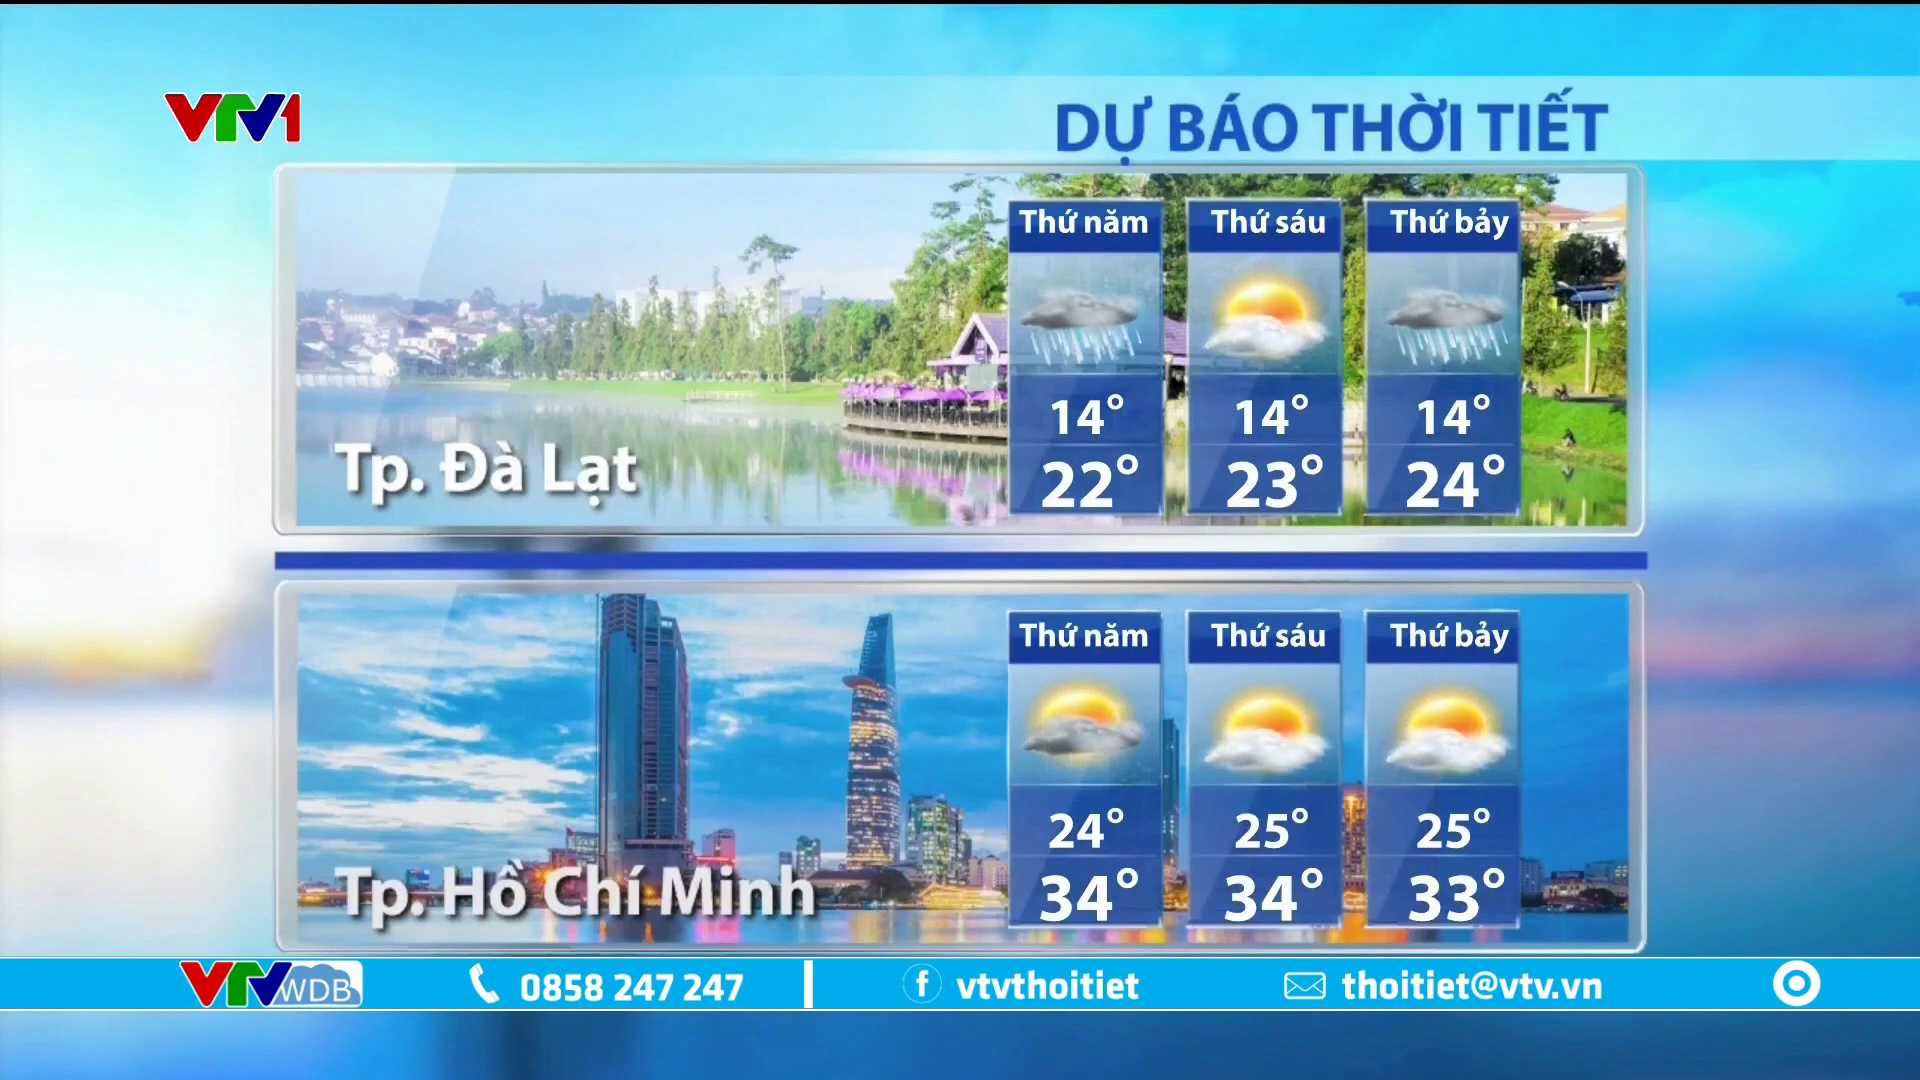 VTV1
DỰ BÁO THỜI TIẾT
Thứ năm Thứ sáu Thứ bảy
14° 14° 14°
22° 23° 24°
Tp. Đà Lạt
Thứ năm Thứ sáu Thứ bảy
24° 25° 25°
34° 34° 33°
Tp. Hồ Chí Minh
VTV WDB 0858 247 247 vtvthoitiet thoitiet@vtv.vn